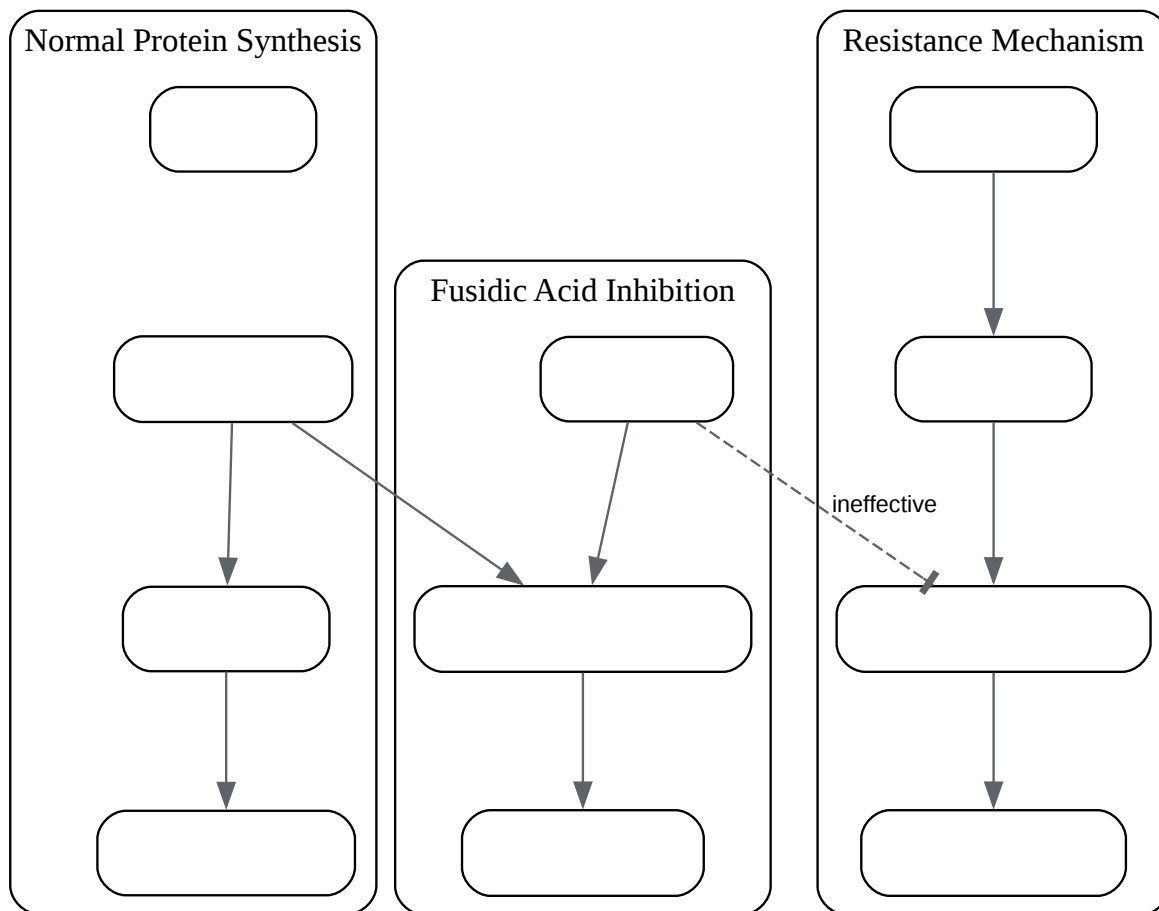 Normal Protein Synthesis
Resistance Mechanism
Fusidic Acid Inhibition
ineffective